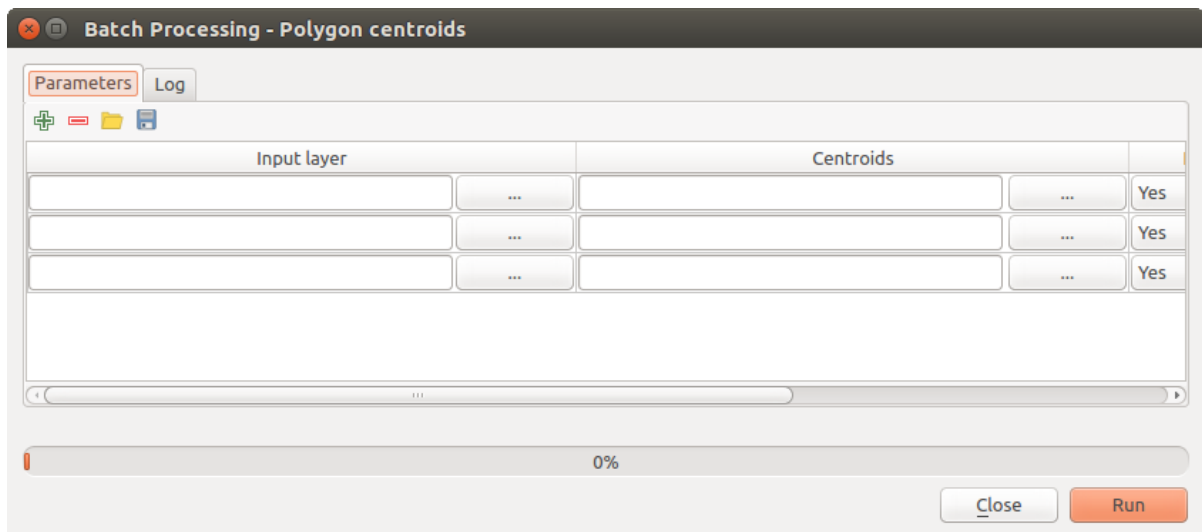 Batch Processing - Polygon centroids
Parameters Log
Input layer Centroids
... ... Yes
... ... Yes
... ... Yes
0%
Close Run